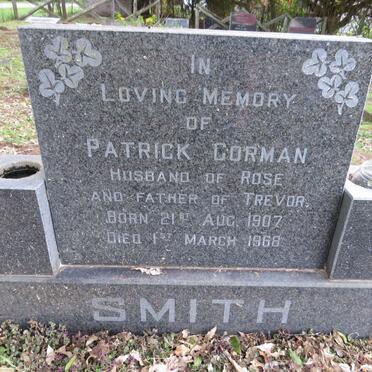 IN
LOVING MEMORY
OF
PATRICK GORMAN
HUSBAND OF ROSE
AND FATHER OF TREVOR.
BORN 21ST AUG. 1907
DIED 1ST MARCH 1968
SMITH